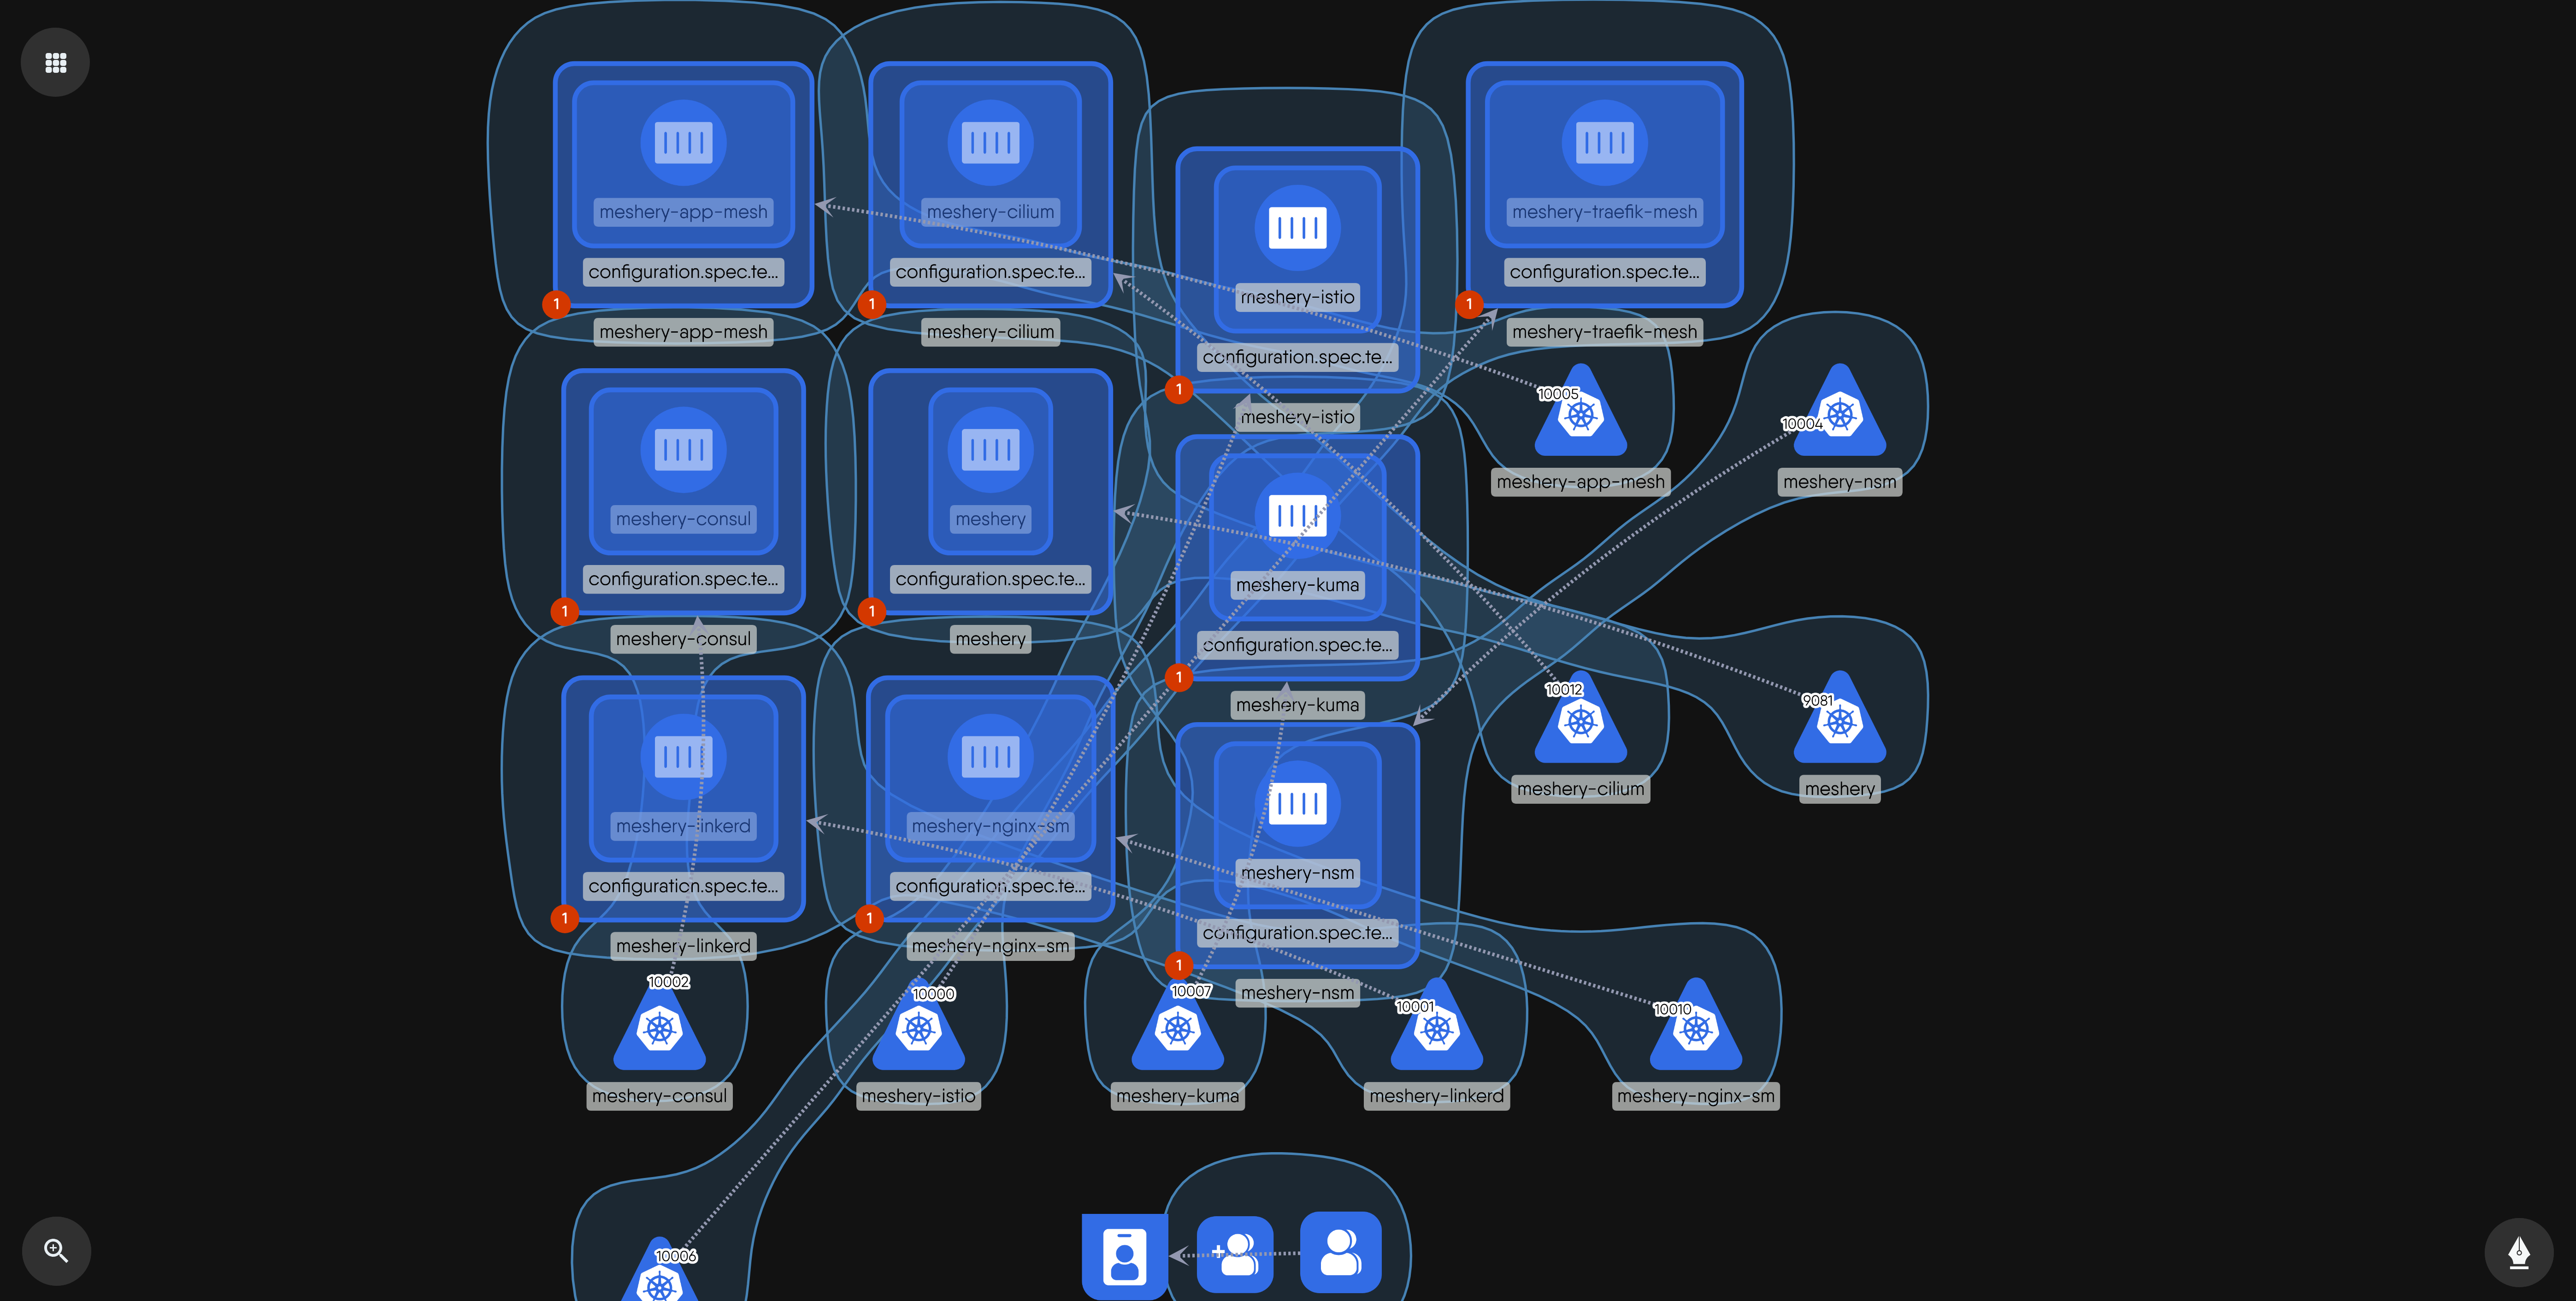 meshery-app-mesh
configuration.spec.te...
1
meshery-app-mesh
meshery-cilium
configuration.spec.te...
1
meshery-cilium
meshery-istio
configuration.spec.te...
1
meshery-istio
meshery-traefik-mesh
configuration.spec.te...
1
meshery-traefik-mesh
10005
meshery-app-mesh
10004
meshery-nsm
meshery-consul
configuration.spec.te...
1
meshery-consul
meshery
configuration.spec.te...
1
meshery
meshery-kuma
configuration.spec.te...
1
meshery-kuma
10012
meshery-cilium
9081
meshery
meshery-linkerd
configuration.spec.te...
1
meshery-linkerd
meshery-nginx-sm
configuration.spec.te...
1
meshery-nginx-sm
meshery-nsm
configuration.spec.te...
1
meshery-nsm
10002
meshery-consul
10000
meshery-istio
10007
meshery-kuma
10001
meshery-linkerd
10010
meshery-nginx-sm
10006